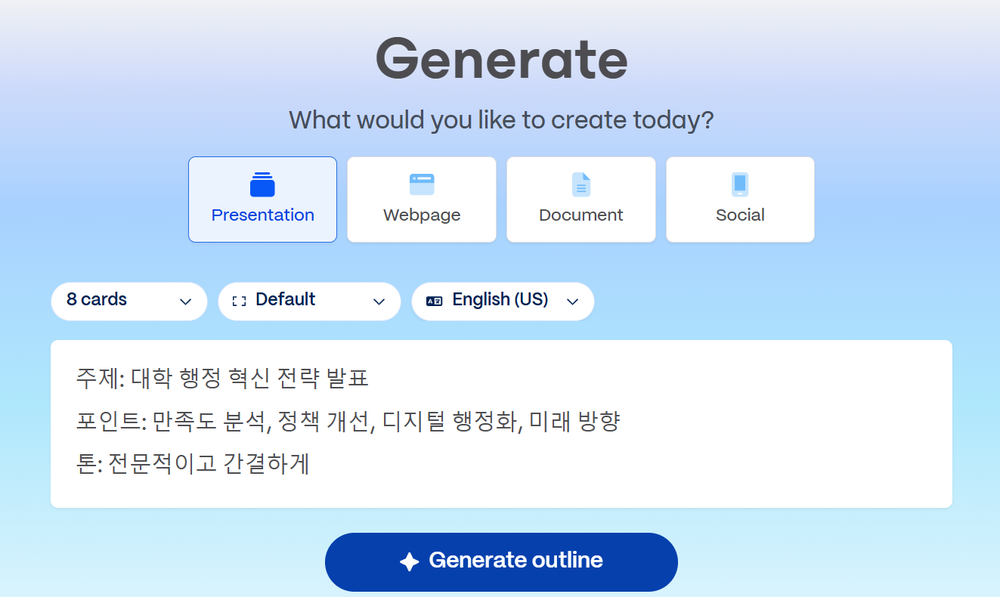 Generate
What would you like to create today?
Presentation
Webpage
Document
Social
8 cards
Default
English (US)
주제: 대학 행정 혁신 전략 발표
포인트: 만족도 분석, 정책 개선, 디지털 행정화, 미래 방향
톤: 전문적이고 간결하게
Generate outline